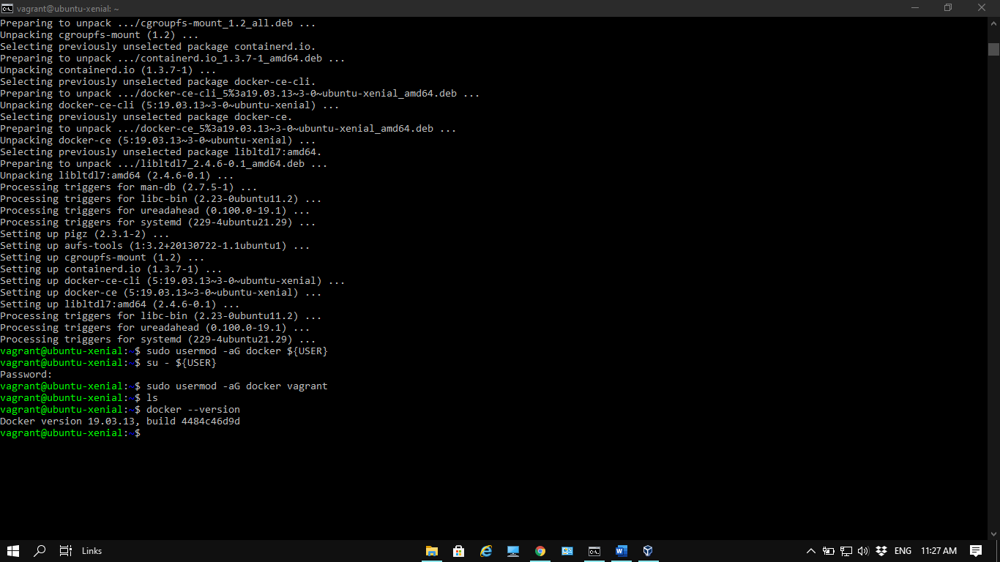 vagrant@ubuntu-xenial: ~
Preparing to unpack .../cgroupfs-mount_1.2_all.deb ...
Unpacking cgroupfs-mount (1.2) ...
Selecting previously unselected package containerd.io.
Preparing to unpack .../containerd.io_1.3.7-1_amd64.deb ...
Unpacking containerd.io (1.3.7-1) ...
Selecting previously unselected package docker-ce-cli.
Preparing to unpack .../docker-ce-cli_5%3a19.03.13~3-0~ubuntu-xenial_amd64.deb ...
Unpacking docker-ce-cli (5:19.03.13~3-0~ubuntu-xenial) ...
Selecting previously unselected package docker-ce.
Preparing to unpack .../docker-ce_5%3a19.03.13~3-0~ubuntu-xenial_amd64.deb ...
Unpacking docker-ce (5:19.03.13~3-0~ubuntu-xenial) ...
Selecting previously unselected package libltdl7:amd64.
Preparing to unpack .../libltdl7_2.4.6-0.1_amd64.deb ...
Unpacking libltdl7:amd64 (2.4.6-0.1) ...
Processing triggers for man-db (2.7.5-1) ...
Processing triggers for libc-bin (2.23-0ubuntu11.2) ...
Processing triggers for ureadahead (0.100.0-19.1) ...
Processing triggers for systemd (229-4ubuntu21.29) ...
Setting up pigz (2.3.1-2) ...
Setting up aufs-tools (1:3.2+20130722-1.1ubuntu1) ...
Setting up cgroupfs-mount (1.2) ...
Setting up containerd.io (1.3.7-1) ...
Setting up docker-ce-cli (5:19.03.13~3-0~ubuntu-xenial) ...
Setting up docker-ce (5:19.03.13~3-0~ubuntu-xenial) ...
Setting up libltdl7:amd64 (2.4.6-0.1) ...
Processing triggers for libc-bin (2.23-0ubuntu11.2) ...
Processing triggers for ureadahead (0.100.0-19.1) ...
Processing triggers for systemd (229-4ubuntu21.29) ...
vagrant@ubuntu-xenial:~$ sudo usermod -aG docker ${USER}
vagrant@ubuntu-xenial:~$ su - ${USER}
Password:
vagrant@ubuntu-xenial:~$ sudo usermod -aG docker vagrant
vagrant@ubuntu-xenial:~$ ls
vagrant@ubuntu-xenial:~$ docker --version
Docker version 19.03.13, build 4484c46d9d
vagrant@ubuntu-xenial:~$
Links
ENG
11:27 AM